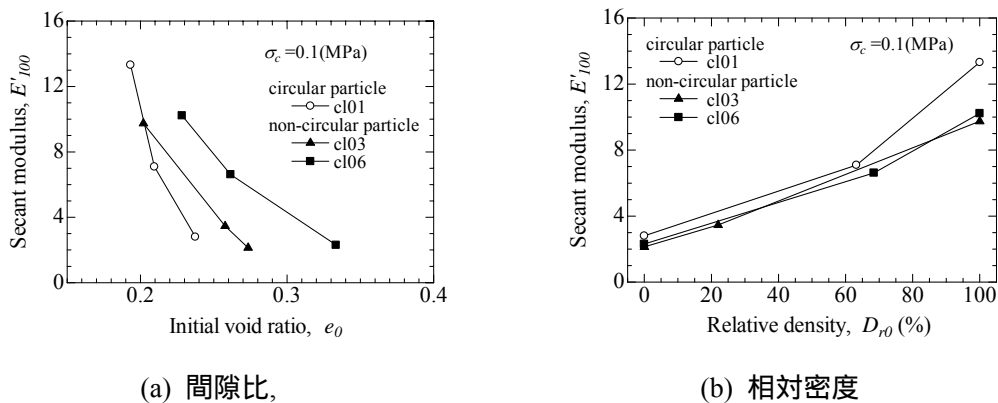 16
12
8
4
0
Secant modulus, E'100
σc =0.1(MPa)
circular particle
cl01
non-circular particle
cl03
cl06
0.2
0.3
0.4
Initial void ratio, e0
(a) 間隙比,
16
12
8
4
0
Secant modulus, E'100
circular particle
cl01
non-circular particle
cl03
cl06
σc =0.1(MPa)
0
20
40
60
80
100
Relative density, Dr0 (%)
(b) 相対密度